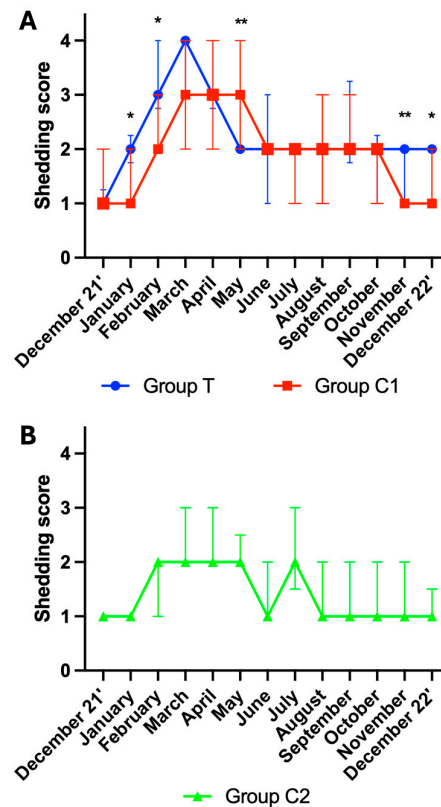 A
Shedding score
4
3
2
1
0
*
*
**
**
*
December 21'
January
February
March
April
May
June
July
August
September
October
November
December 22'
Group T
Group C1
B
Shedding score
4
3
2
1
0
December 21'
January
February
March
April
May
June
July
August
September
October
November
December 22'
Group C2